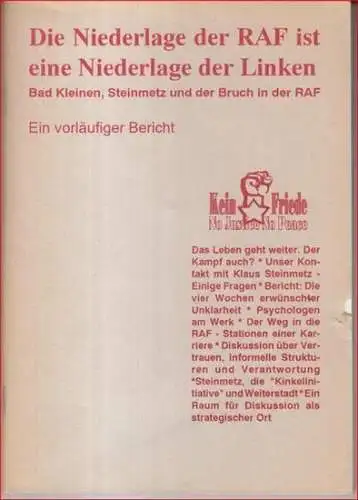 Die Niederlage der RAF ist
eine Niederlage der Linken
Bad Kleinen, Steinmetz und der Bruch in der RAF
Ein vorläufiger Bericht
Kein Friede
No Justice No Peace
Das Leben geht weiter. Der
Kampf auch? * Unser Kon-
takt mit Klaus Steinmetz -
Einige Fragen * Bericht: Die
vier Wochen erwünschter
Unklarheit * Psychologen
am Werk * Der Weg in die
RAF - Stationen einer Kar-
riere * Diskussion über Ver-
trauen, informelle Struktu-
ren und Verantwortung
*Steinmetz, die "Kinkelini-
tiative" und Weiterstadt *Ein
Raum für Diskussion als
strategischer Ort